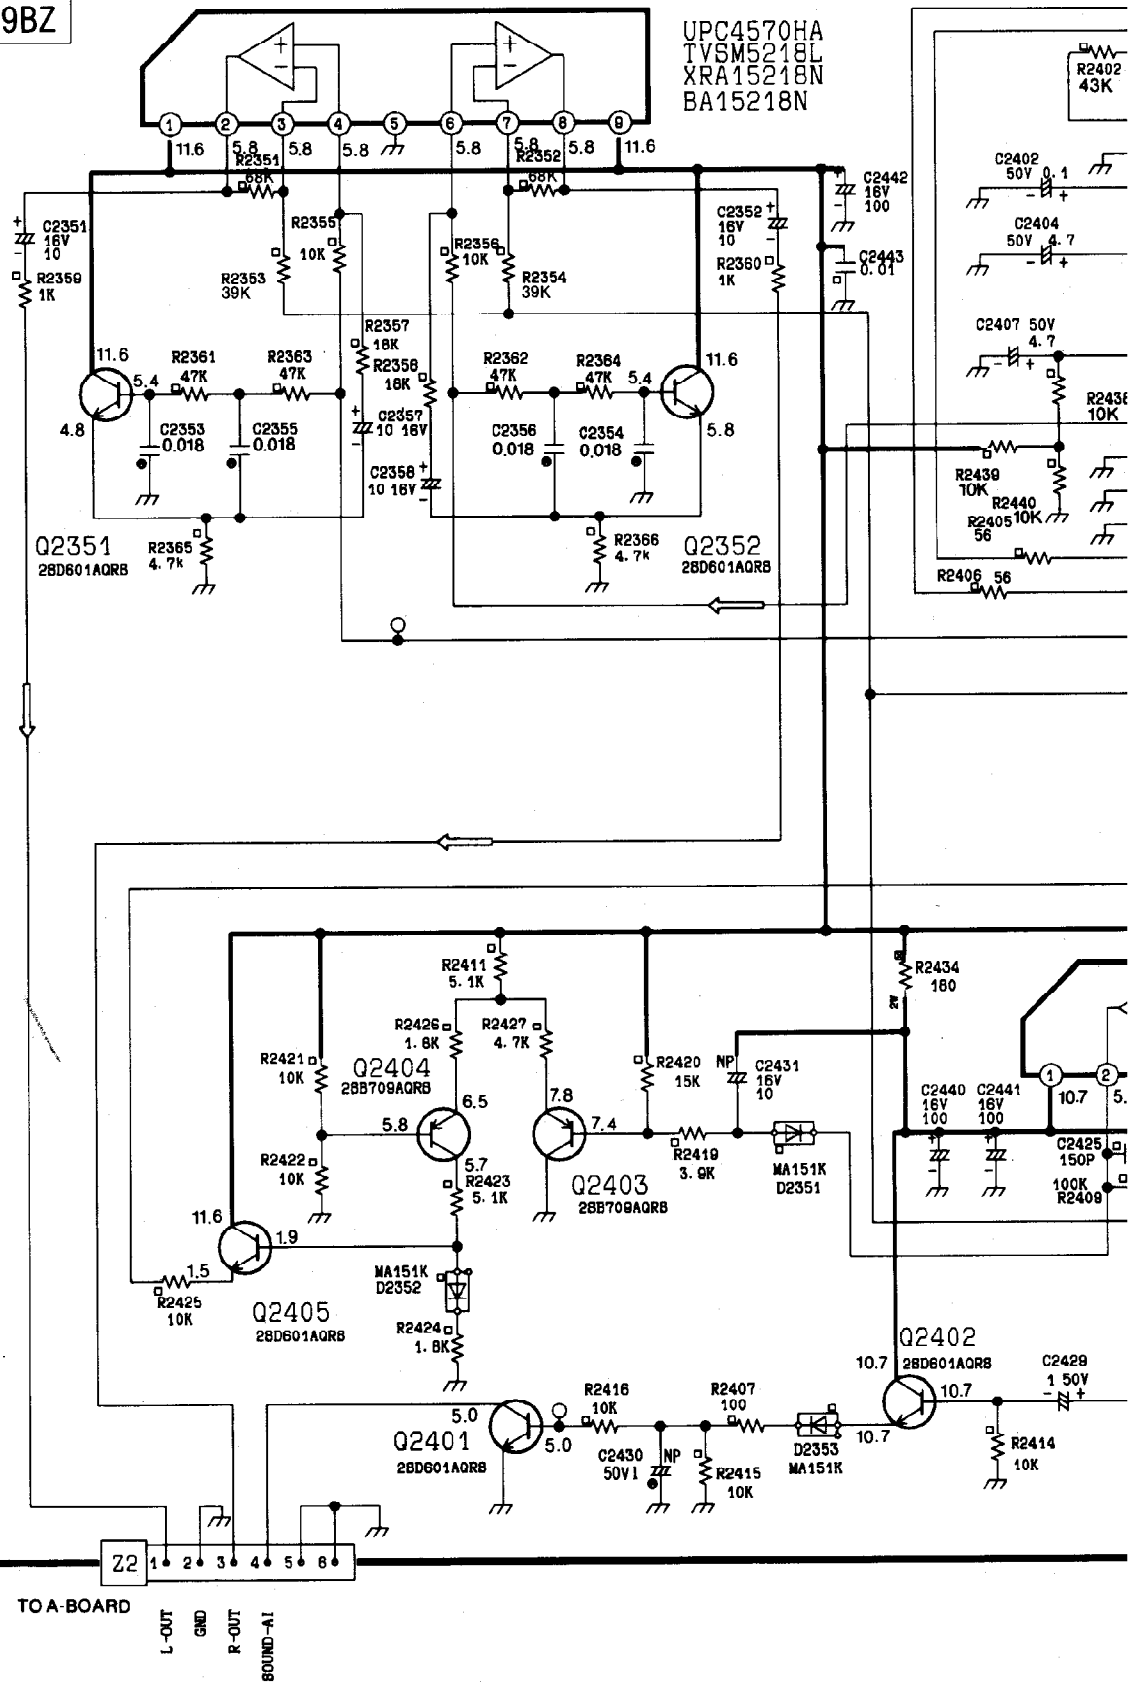 9BZ
UPC4570HA
TVSM5218L
XRA15218N
BA15218N
1 2 3 4 5 6 7 8 9
11.6 5.8 5.8 5.8 5.8 5.8 5.8 11.6
R2351
68K
R2352
68K
C2351
16V
10
R2359
1K
R2355
10K
R2353
39K
R2356
10K
R2354
39K
C2352
16V
10
R2360
1K
C2442
16V
100
C2443
0.01
R2402
43K
C2402
50V 0.1
C2404
50V 4.7
C2407 50V
4.7
R2357
18K
R2358
18K
11.6
5.4
4.8
R2361
47K
R2363
47K
C2353
0.018
C2355
0.018
C2357
10 16V
C2358
10 16V
R2362
47K
R2364
47K
5.4
11.6
5.8
C2356
0.018
C2354
0.018
10K
R2439
10K
R2440
10K
R2405
56
R2406 56
Q2351
2SD601AQRS
R2365
4.7k
R2366
4.7k
Q2352
2SD601AQRS
R2411
5.1K
R2434
180
2W
R2426
1.8K
R2427
4.7K
R2421
10K
Q2404
2SB709AQRS
6.5
5.8
5.7
7.8
7.4
R2420
15K
NP
C2431
16V
10
C2440
16V
100
C2441
16V
100
1 2
10.7 5.
R2422
10K
R2423
5.1K
Q2403
2SB709AQRS
R2419
3.9K
MA151K
D2351
C2425
150P
100K
R2409
11.6
1.9
1.5
R2425
10K
Q2405
2SD601AQRS
MA151K
D2352
R2424
1.8K
Q2402
2SD601AQRS
10.7
10.7
10.7
C2429
1 50V
5.0
5.0
Q2401
2SD601AQRS
R2416
10K
R2407
100
C2430
50V1
NP
R2415
10K
D2353
MA151K
R2414
10K
Z2 1 2 3 4 5 6
TO A-BOARD
L-OUT
GND
R-OUT
SOUND-AI